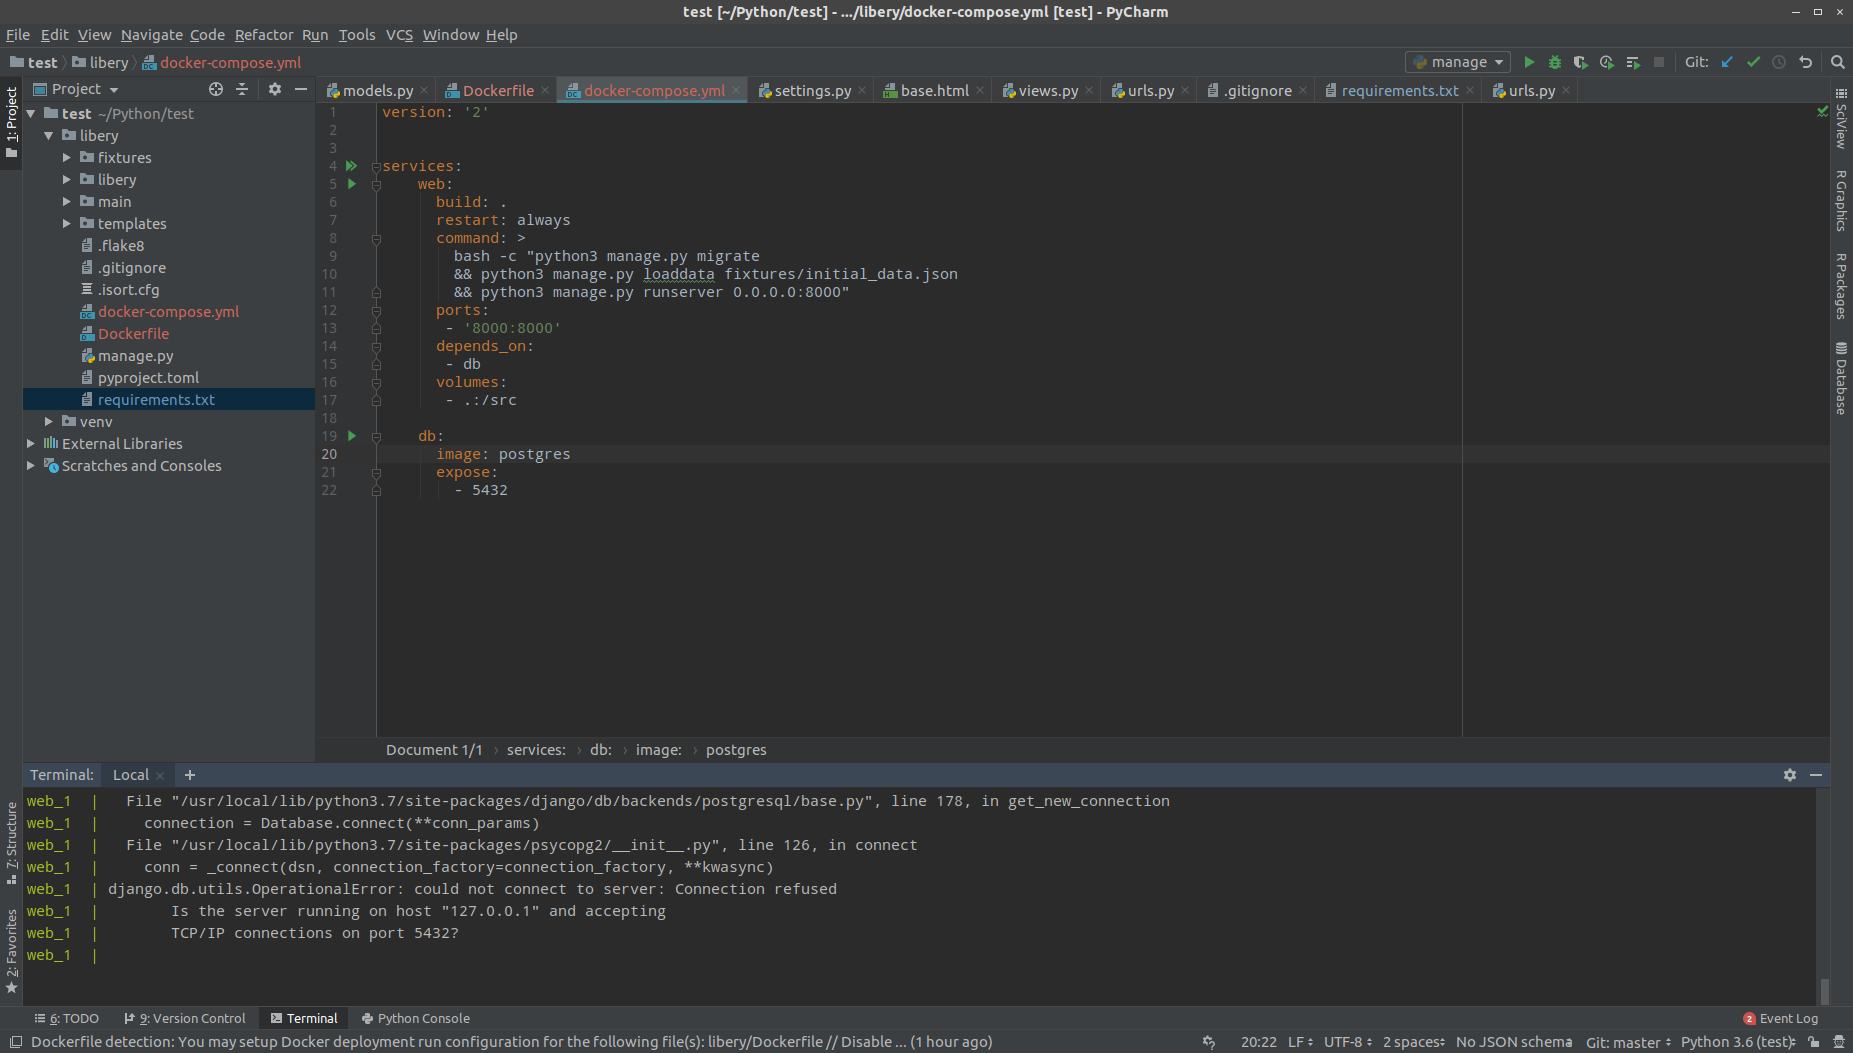 test [~/Python/test] - .../libery/docker-compose.yml [test] - PyCharm
File Edit View Navigate Code Refactor Run Tools VCS Window Help
test libery docker-compose.yml manage Git:
Project
models.py Dockerfile docker-compose.yml settings.py base.html views.py urls.py .gitignore requirements.txt urls.py
1: Project
test ~/Python/test
libery
fixtures
libery
main
templates
.flake8
.gitignore
.isort.cfg
docker-compose.yml
Dockerfile
manage.py
pyproject.toml
requirements.txt
venv
External Libraries
Scratches and Consoles
1 version: '2'
2
3
4 services:
5 web:
6 build: .
7 restart: always
8 command: >
9 bash -c "python3 manage.py migrate
10 && python3 manage.py loaddata fixtures/initial_data.json
11 && python3 manage.py runserver 0.0.0.0:8000"
12 ports:
13 - '8000:8000'
14 depends_on:
15 - db
16 volumes:
17 - .:/src
18
19 db:
20 image: postgres
21 expose:
22 - 5432
SciView
R Graphics
R Packages
Database
Document 1/1 › services: › db: › image: › postgres
Terminal: Local +
web_1 | File "/usr/local/lib/python3.7/site-packages/django/db/backends/postgresql/base.py", line 178, in get_new_connection
web_1 | connection = Database.connect(**conn_params)
web_1 | File "/usr/local/lib/python3.7/site-packages/psycopg2/__init__.py", line 126, in connect
web_1 | conn = _connect(dsn, connection_factory=connection_factory, **kwasync)
web_1 | django.db.utils.OperationalError: could not connect to server: Connection refused
web_1 | Is the server running on host "127.0.0.1" and accepting
web_1 | TCP/IP connections on port 5432?
web_1 |
7: Structure
2: Favorites
6: TODO 9: Version Control Terminal Python Console 2 Event Log
Dockerfile detection: You may setup Docker deployment run configuration for the following file(s): libery/Dockerfile // Disable ... (1 hour ago) 20:22 LF UTF-8 2 spaces No JSON schema Git: master Python 3.6 (test)